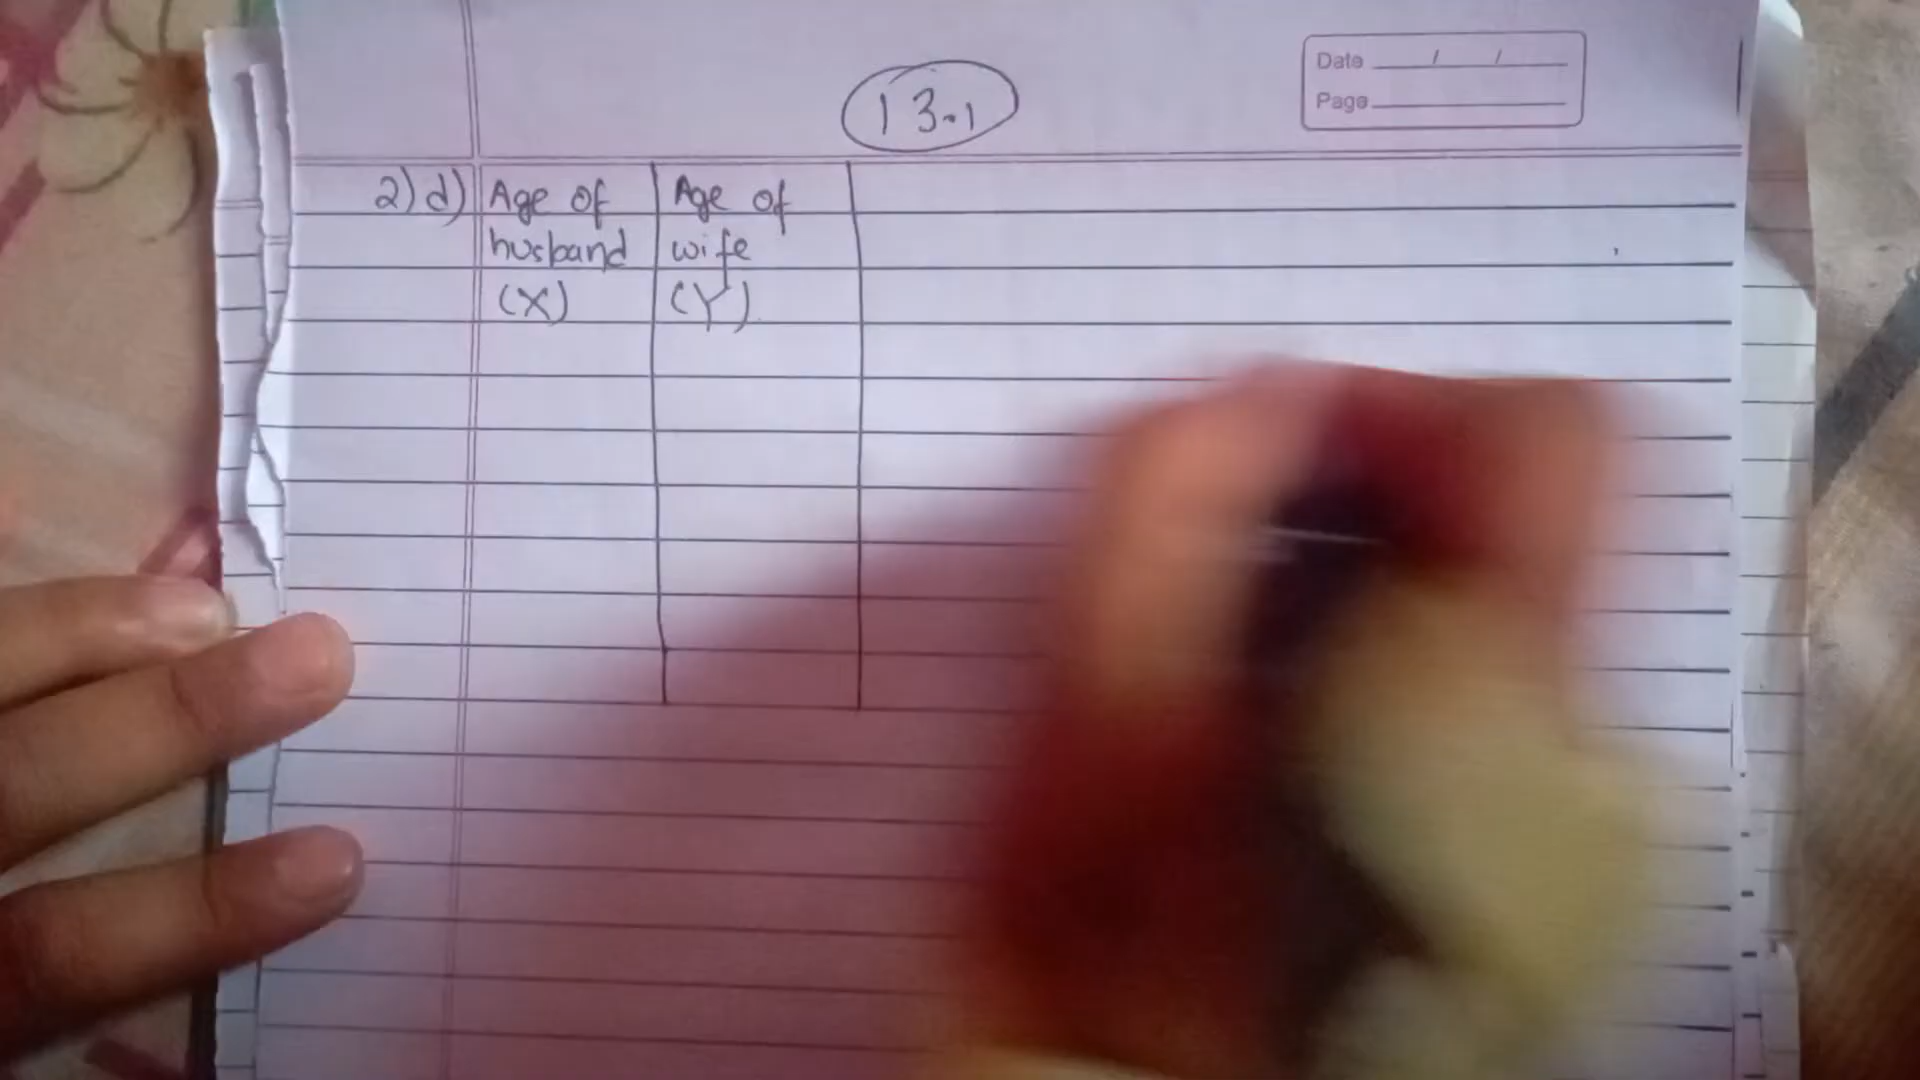 13.1
Date / /
Page
2)d) Age of Age of
husband wife
(X) (Y)